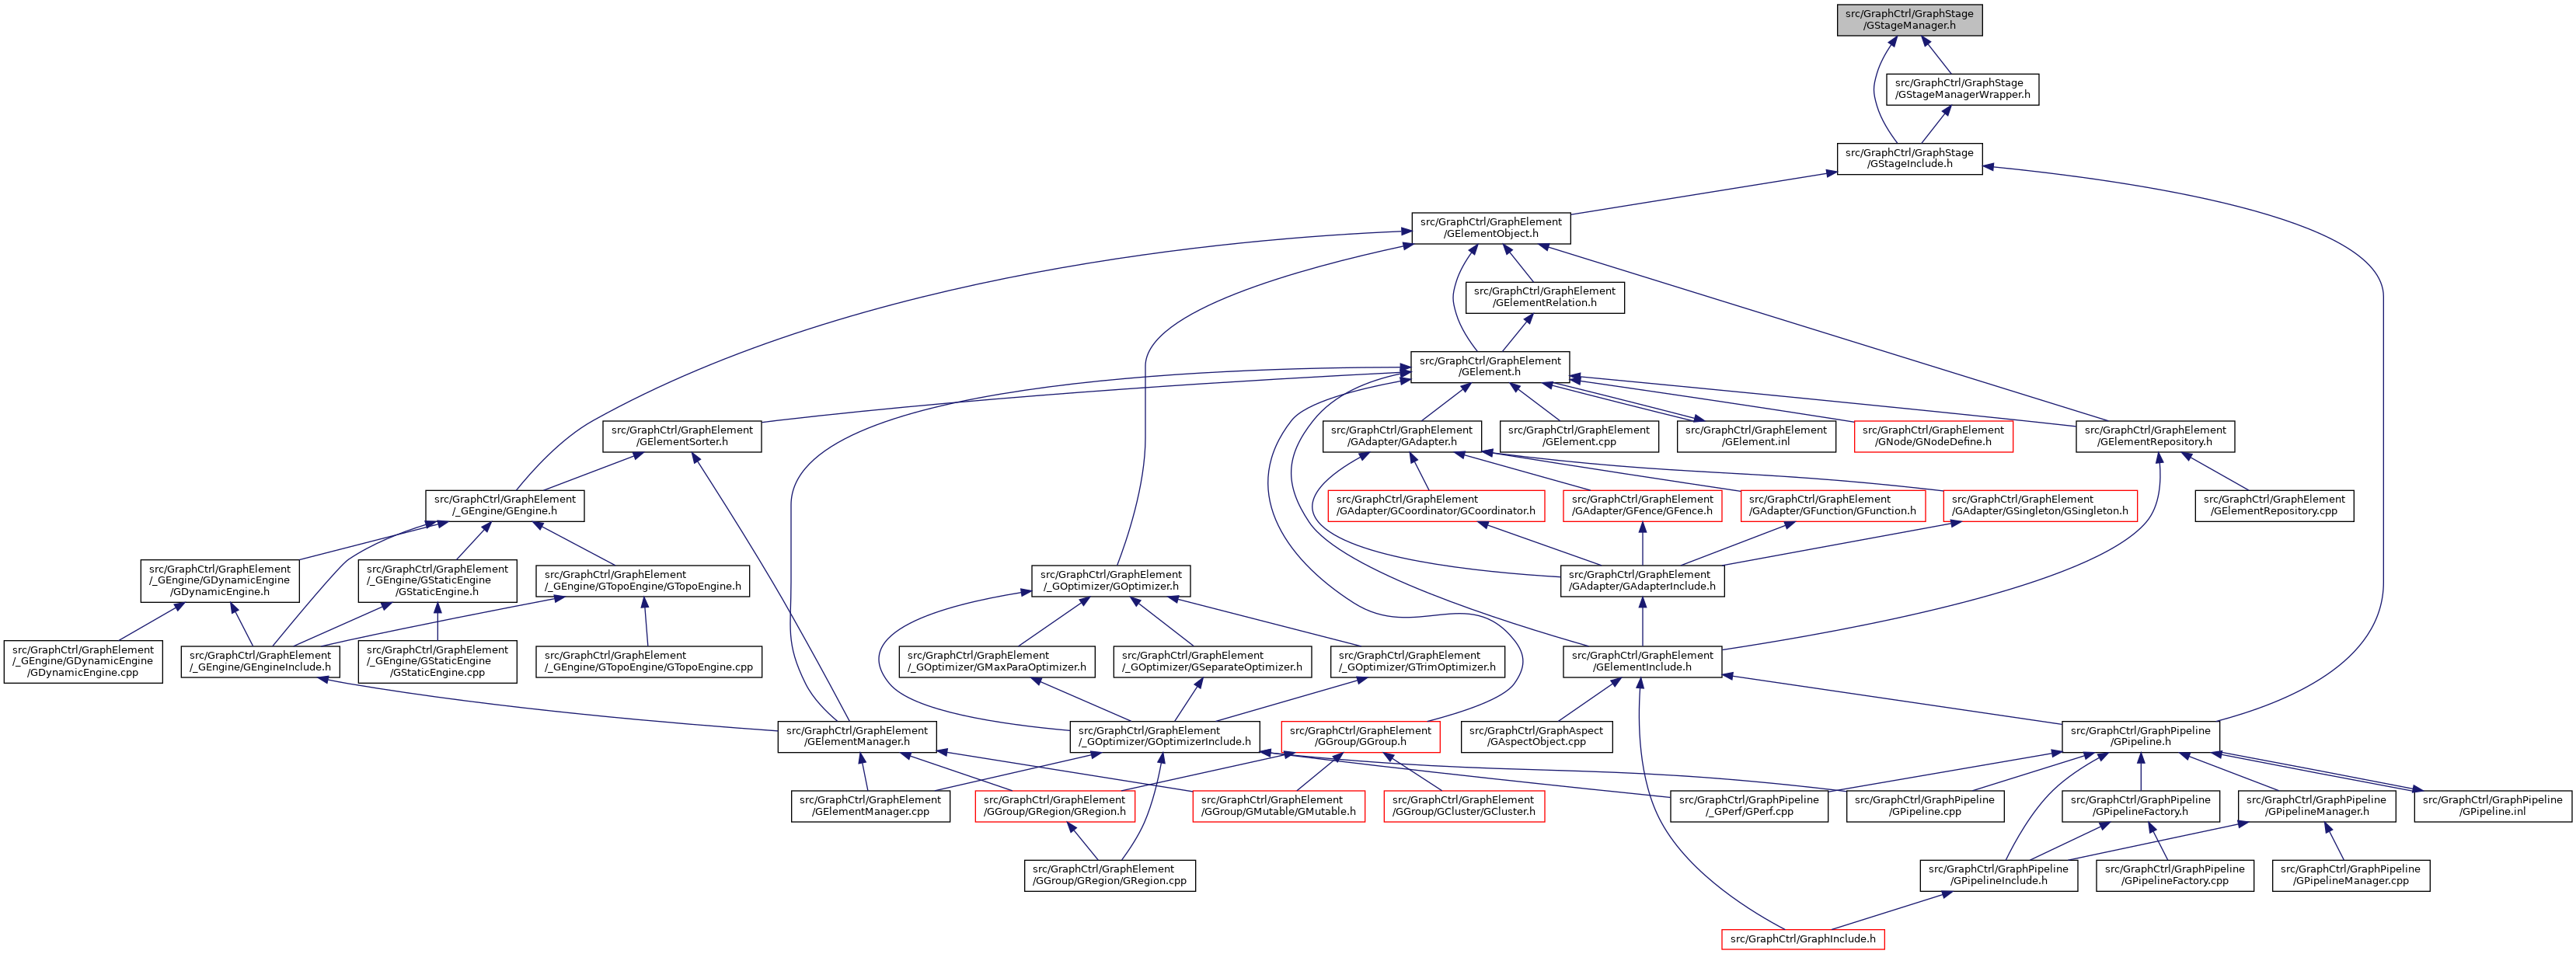 src/GraphCtrl/GraphStage
/GStageManager.h
src/GraphCtrl/GraphStage
/GStageManagerWrapper.h
src/GraphCtrl/GraphStage
/GStageInclude.h
src/GraphCtrl/GraphElement
/GElementObject.h
src/GraphCtrl/GraphElement
/GElementRelation.h
src/GraphCtrl/GraphElement
/GElement.h
src/GraphCtrl/GraphElement
/GElementSorter.h
src/GraphCtrl/GraphElement
/GAdapter/GAdapter.h
src/GraphCtrl/GraphElement
/GElement.cpp
src/GraphCtrl/GraphElement
/GElement.inl
src/GraphCtrl/GraphElement
/GNode/GNodeDefine.h
src/GraphCtrl/GraphElement
/GElementRepository.h
src/GraphCtrl/GraphElement
/_GEngine/GEngine.h
src/GraphCtrl/GraphElement
/GAdapter/GCoordinator/GCoordinator.h
src/GraphCtrl/GraphElement
/GAdapter/GFence/GFence.h
src/GraphCtrl/GraphElement
/GAdapter/GFunction/GFunction.h
src/GraphCtrl/GraphElement
/GAdapter/GSingleton/GSingleton.h
src/GraphCtrl/GraphElement
/GElementRepository.cpp
src/GraphCtrl/GraphElement
/_GEngine/GDynamicEngine
/GDynamicEngine.h
src/GraphCtrl/GraphElement
/_GEngine/GStaticEngine
/GStaticEngine.h
src/GraphCtrl/GraphElement
/_GEngine/GTopoEngine/GTopoEngine.h
src/GraphCtrl/GraphElement
/_GOptimizer/GOptimizer.h
src/GraphCtrl/GraphElement
/GAdapter/GAdapterInclude.h
src/GraphCtrl/GraphElement
/_GEngine/GDynamicEngine
/GDynamicEngine.cpp
src/GraphCtrl/GraphElement
/_GEngine/GEngineInclude.h
src/GraphCtrl/GraphElement
/_GEngine/GStaticEngine
/GStaticEngine.cpp
src/GraphCtrl/GraphElement
/_GEngine/GTopoEngine/GTopoEngine.cpp
src/GraphCtrl/GraphElement
/_GOptimizer/GMaxParaOptimizer.h
src/GraphCtrl/GraphElement
/_GOptimizer/GSeparateOptimizer.h
src/GraphCtrl/GraphElement
/_GOptimizer/GTrimOptimizer.h
src/GraphCtrl/GraphElement
/GElementInclude.h
src/GraphCtrl/GraphElement
/GElementManager.h
src/GraphCtrl/GraphElement
/_GOptimizer/GOptimizerInclude.h
src/GraphCtrl/GraphElement
/GGroup/GGroup.h
src/GraphCtrl/GraphAspect
/GAspectObject.cpp
src/GraphCtrl/GraphPipeline
/GPipeline.h
src/GraphCtrl/GraphElement
/GElementManager.cpp
src/GraphCtrl/GraphElement
/GGroup/GRegion/GRegion.h
src/GraphCtrl/GraphElement
/GGroup/GMutable/GMutable.h
src/GraphCtrl/GraphElement
/GGroup/GCluster/GCluster.h
src/GraphCtrl/GraphPipeline
/_GPerf/GPerf.cpp
src/GraphCtrl/GraphPipeline
/GPipeline.cpp
src/GraphCtrl/GraphPipeline
/GPipelineFactory.h
src/GraphCtrl/GraphPipeline
/GPipelineManager.h
src/GraphCtrl/GraphPipeline
/GPipeline.inl
src/GraphCtrl/GraphElement
/GGroup/GRegion/GRegion.cpp
src/GraphCtrl/GraphPipeline
/GPipelineInclude.h
src/GraphCtrl/GraphPipeline
/GPipelineFactory.cpp
src/GraphCtrl/GraphPipeline
/GPipelineManager.cpp
src/GraphCtrl/GraphInclude.h